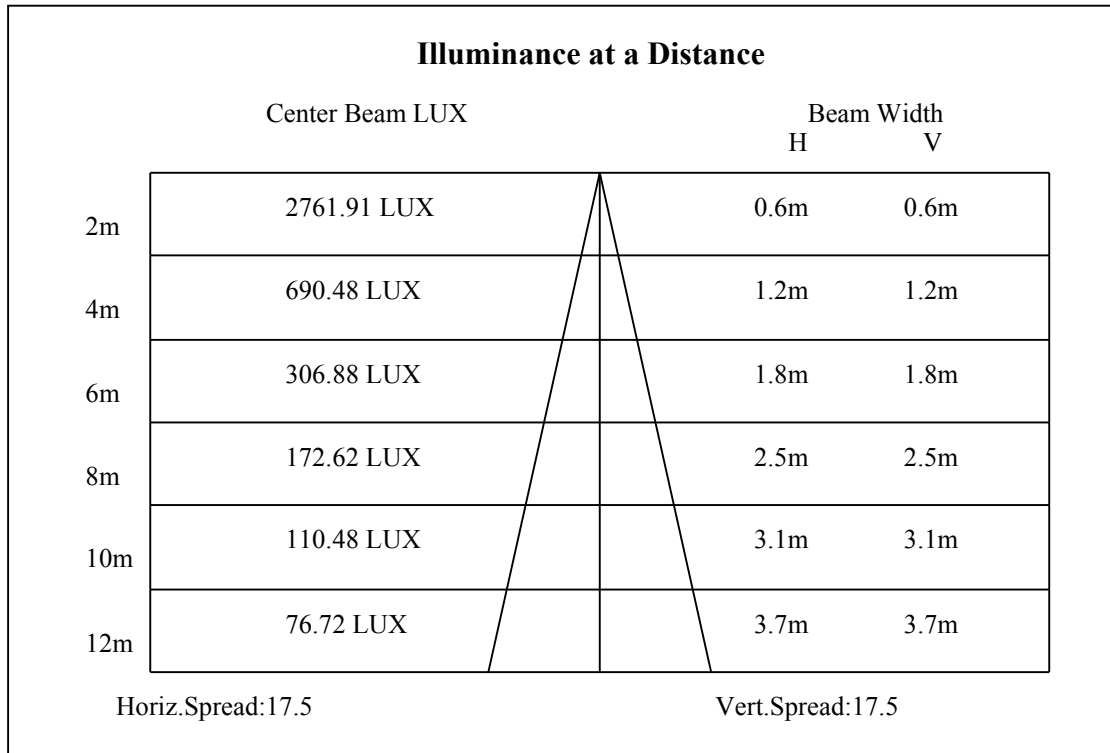 Illuminance at a Distance
Center Beam LUX Beam Width
H V
2m 2761.91 LUX 0.6m 0.6m
4m 690.48 LUX 1.2m 1.2m
6m 306.88 LUX 1.8m 1.8m
8m 172.62 LUX 2.5m 2.5m
10m 110.48 LUX 3.1m 3.1m
12m 76.72 LUX 3.7m 3.7m
Horiz.Spread:17.5 Vert.Spread:17.5